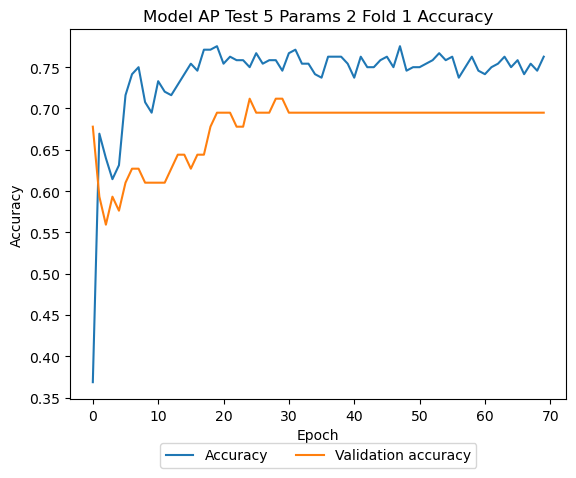 Model AP Test 5 Params 2 Fold 1 Accuracy
Accuracy
0.75
0.70
0.65
0.60
0.55
0.50
0.45
0.40
0.35
0 10 20 30 40 50 60 70
Epoch
Accuracy Validation accuracy